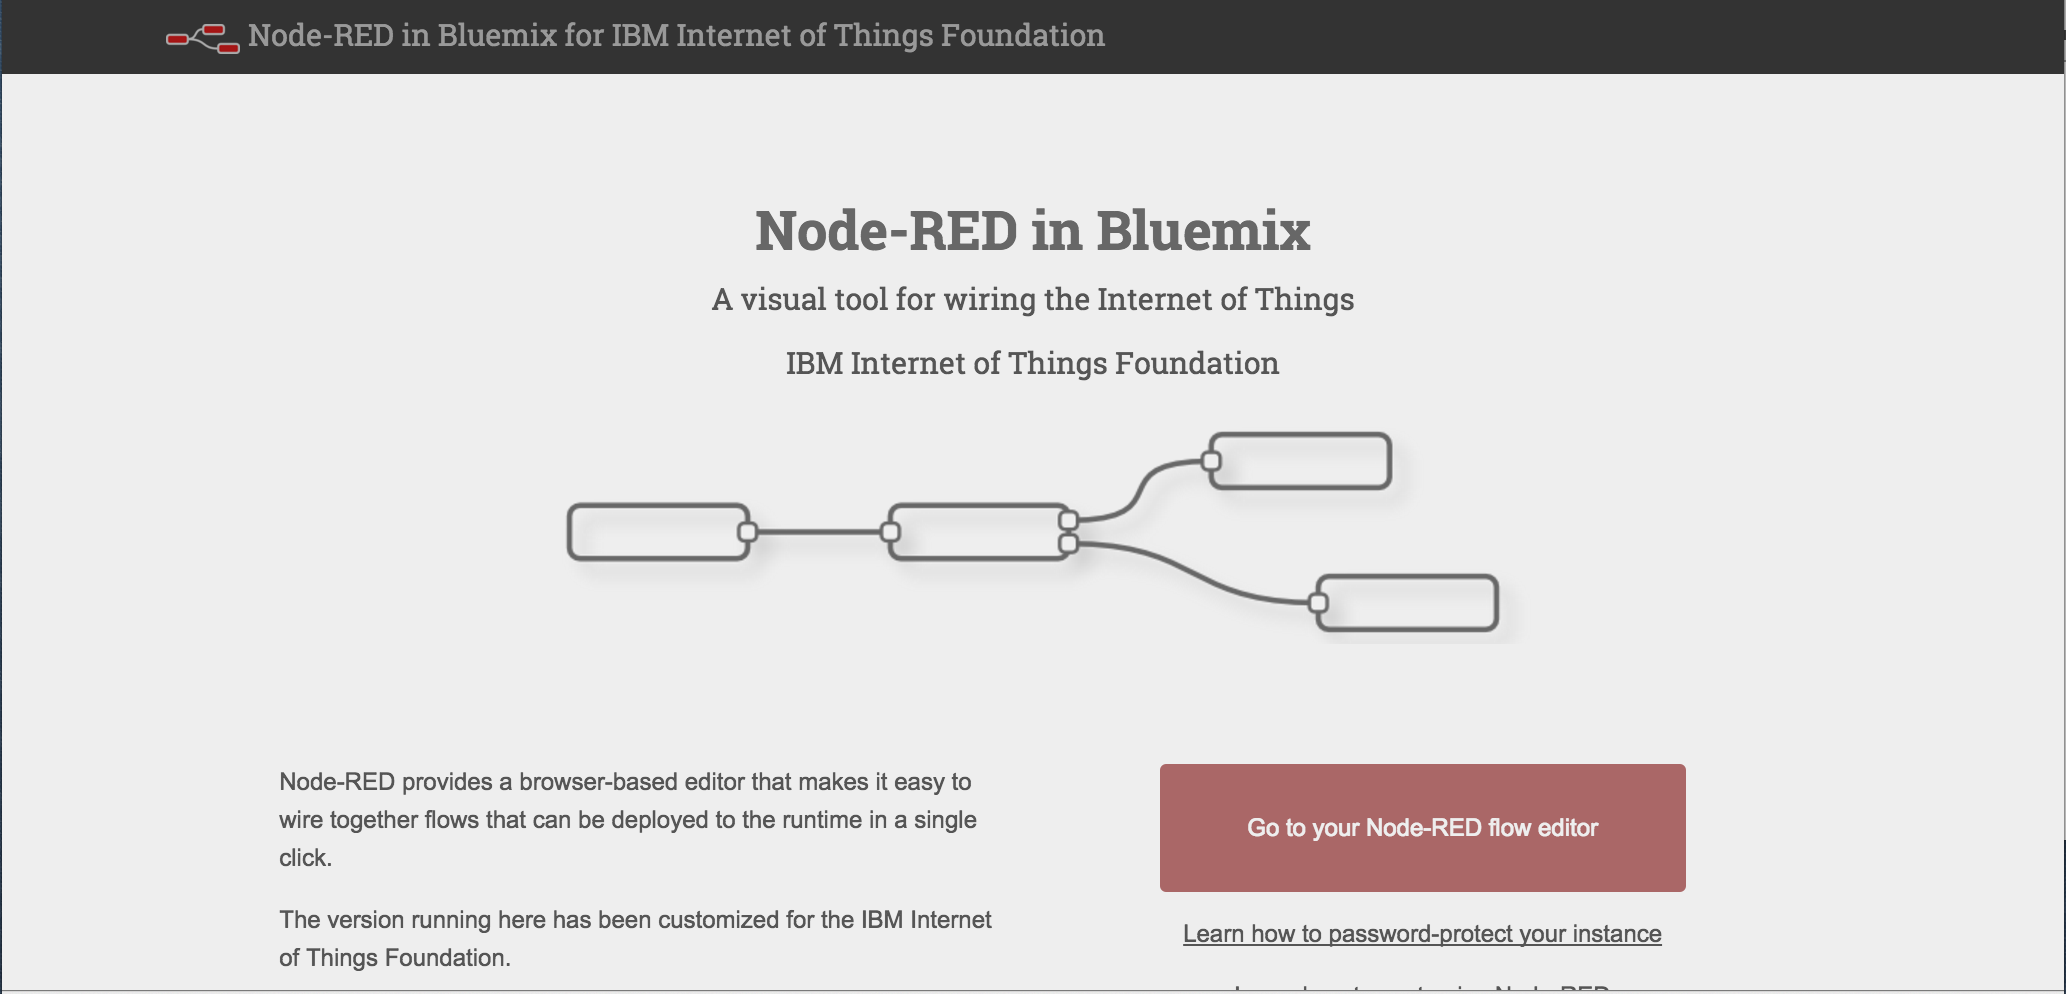 Node-RED in Bluemix for IBM Internet of Things Foundation
Node-RED in Bluemix
A visual tool for wiring the Internet of Things
IBM Internet of Things Foundation
Node-RED provides a browser-based editor that makes it easy to
wire together flows that can be deployed to the runtime in a single
click.
The version running here has been customized for the IBM Internet
of Things Foundation.
Go to your Node-RED flow editor
Learn how to password-protect your instance